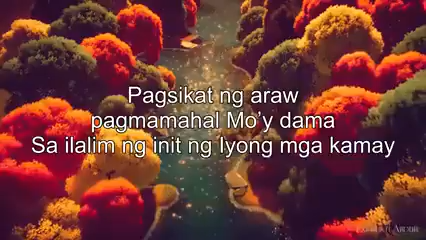 Pagsikat ng araw
pagmamahal Mo’y dama
Sa ilalim ng init ng Iyong mga kamay